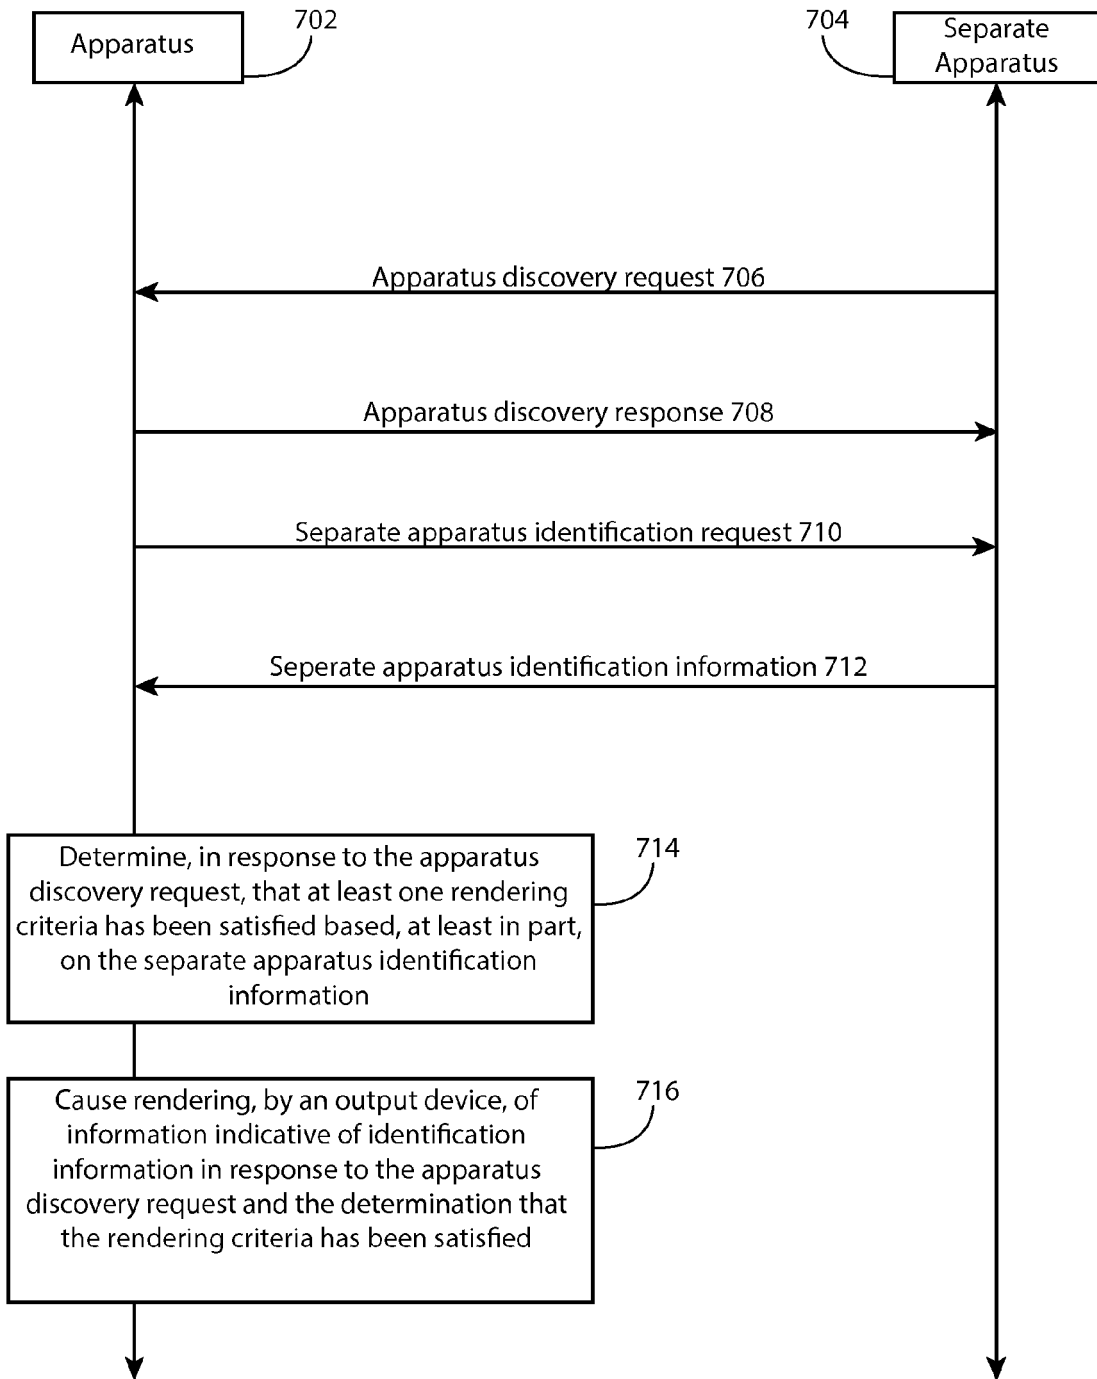 Apparatus
702
704
Separate
Apparatus
Apparatus discovery request 706
Apparatus discovery response 708
Separate apparatus identification request 710
Seperate apparatus identification information 712
Determine, in response to the apparatus
discovery request, that at least one rendering
criteria has been satisfied based, at least in part,
on the separate apparatus identification
information
714
Cause rendering, by an output device, of
information indicative of identification
information in response to the apparatus
discovery request and the determination that
the rendering criteria has been satisfied
716